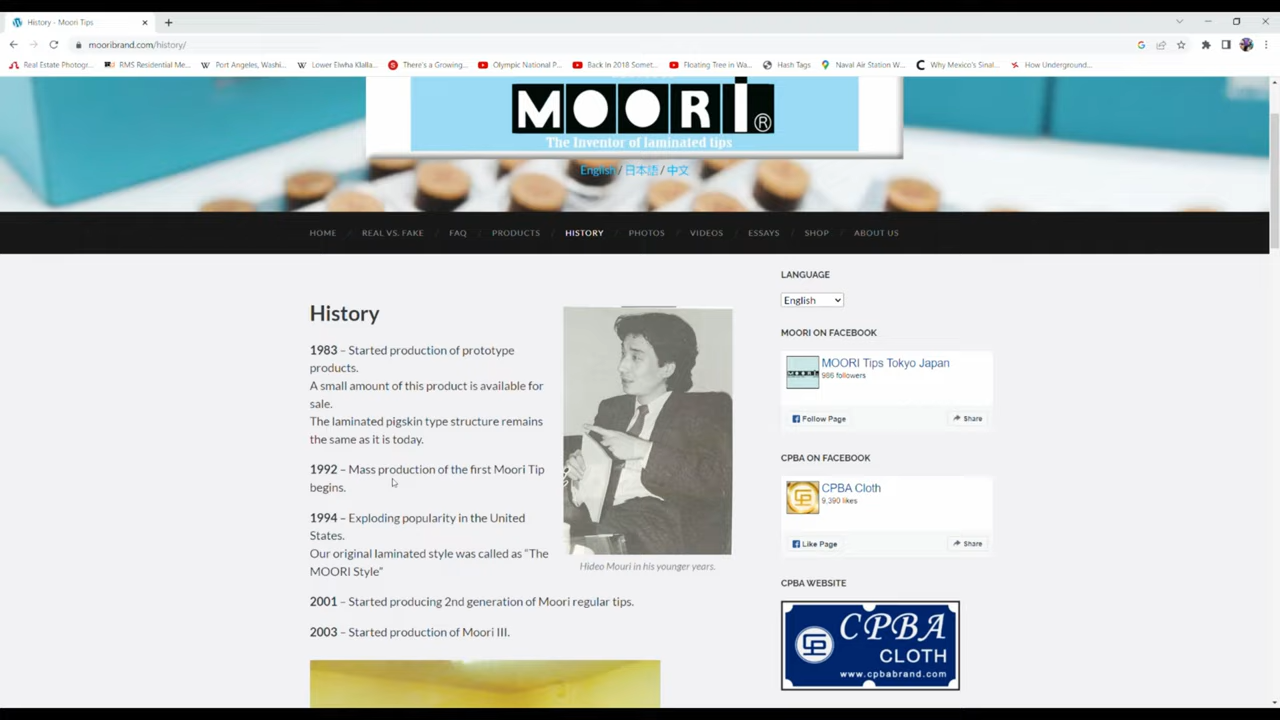 History - Moori Tips
mooribrand.com/history/
Real Estate Photogr... RMS Residential Me... Port Angeles, Washi... Lower Elwha Klalla... There's a Growing... Olympic National P... Back In 2018 Somet... Floating Tree in Wa... Hash Tags Naval Air Station W... Why Mexico's Sinal... How Underground...
MOORi®
The Inventor of laminated tips
English / 日本語 / 中文
HOME / REAL VS. FAKE / FAQ / PRODUCTS / HISTORY / PHOTOS / VIDEOS / ESSAYS / SHOP / ABOUT US
History
1983 – Started production of prototype
products.
A small amount of this product is available for
sale.
The laminated pigskin type structure remains
the same as it is today.
1992 – Mass production of the first Moori Tip
begins.
1994 – Exploding popularity in the United
States.
Our original laminated style was called as “The
MOORI Style”
Hideo Mouri in his younger years.
2001 – Started producing 2nd generation of Moori regular tips.
2003 – Started production of Moori III.
LANGUAGE
English
MOORI ON FACEBOOK
MOORI Tips Tokyo Japan
986 followers
Follow Page Share
CPBA ON FACEBOOK
CPBA Cloth
9,390 likes
Like Page Share
CPBA WEBSITE
CPBA
CLOTH
www.cpbabrand.com